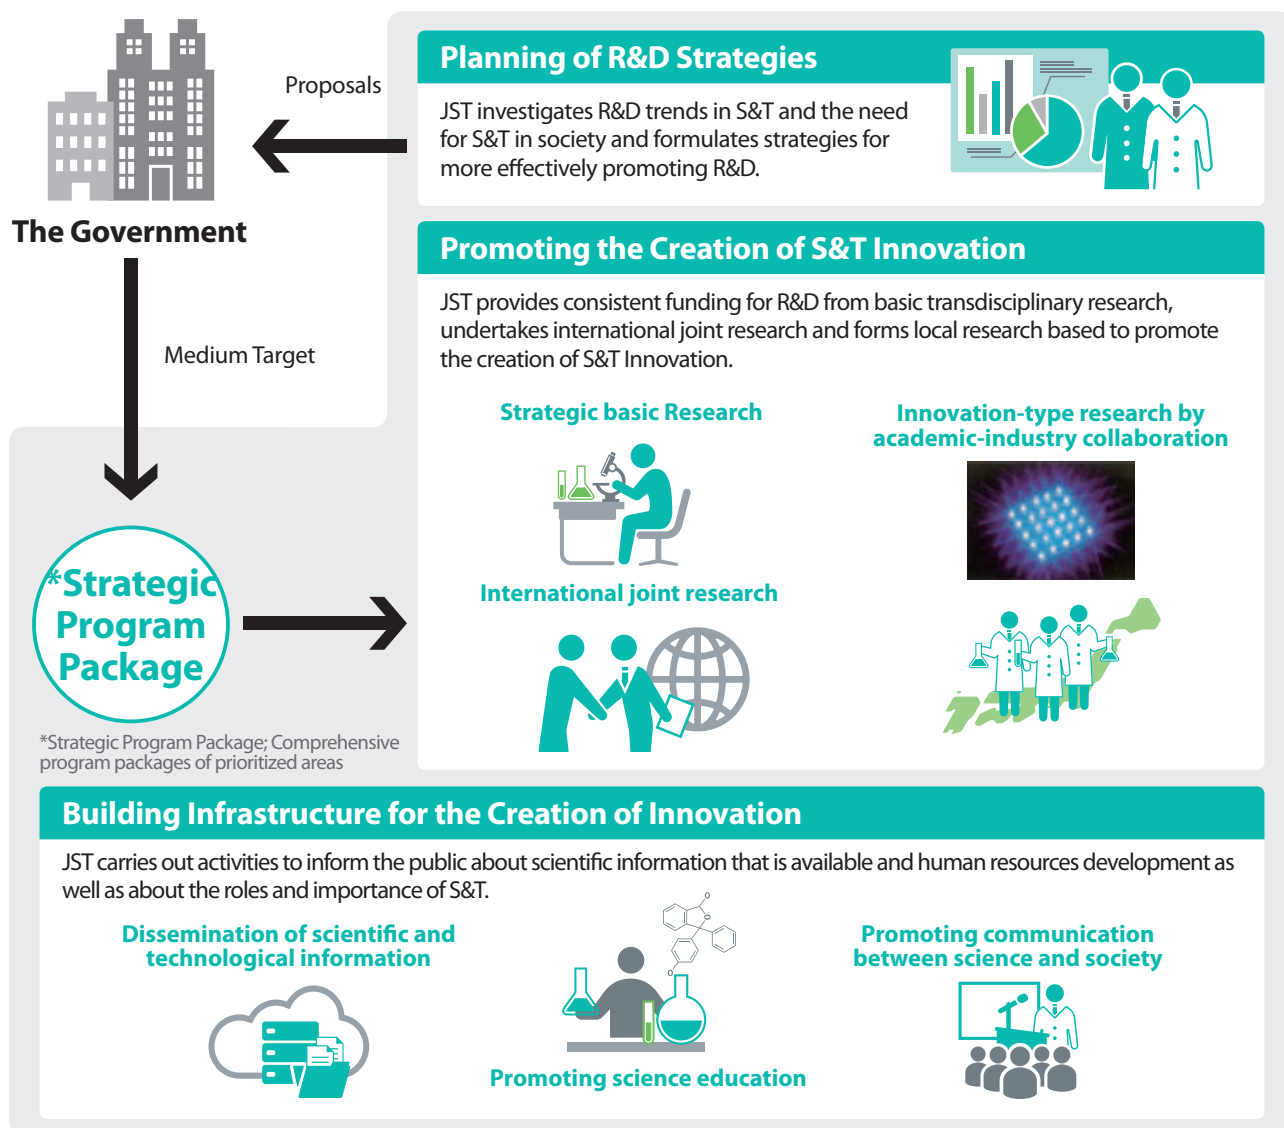 Planning of R&D Strategies
Proposals
JST investigates R&D trends in S&T and the need
for S&T in society and formulates strategies for
more effectively promoting R&D.
The Government
Promoting the Creation of S&T Innovation
JST provides consistent funding for R&D from basic transdisciplinary research,
undertakes international joint research and forms local research based to promote
the creation of S&T Innovation.
Medium Target
Strategic basic Research
Innovation-type research by
academic-industry collaboration
International joint research
*Strategic
Program
Package
*Strategic Program Package; Comprehensive
program packages of prioritized areas
Building Infrastructure for the Creation of Innovation
JST carries out activities to inform the public about scientific information that is available and human resources development as
well as about the roles and importance of S&T.
Dissemination of scientific and
technological information
O
O
O
Promoting science education
Promoting communication
between science and society